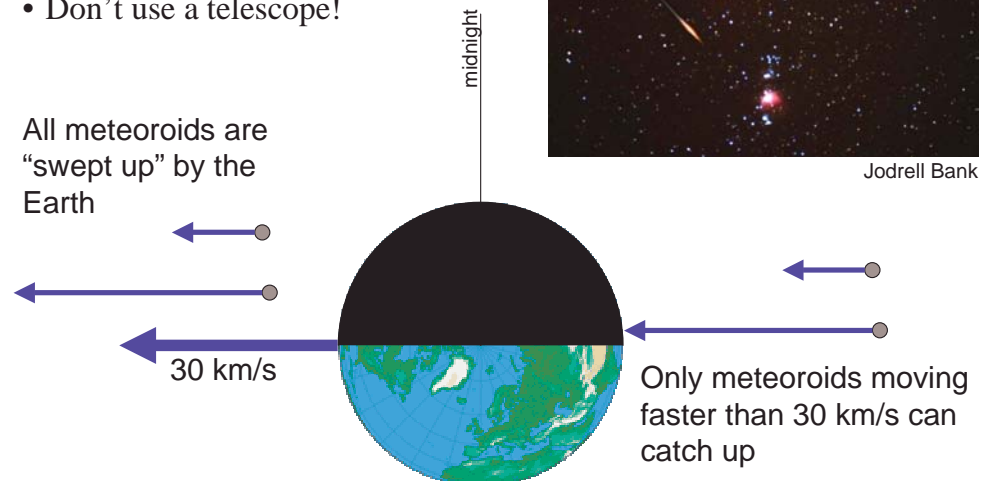 • Don't use a telescope!
midnight
Jodrell Bank
All meteoroids are
“swept up” by the
Earth
30 km/s
Only meteoroids moving
faster than 30 km/s can
catch up